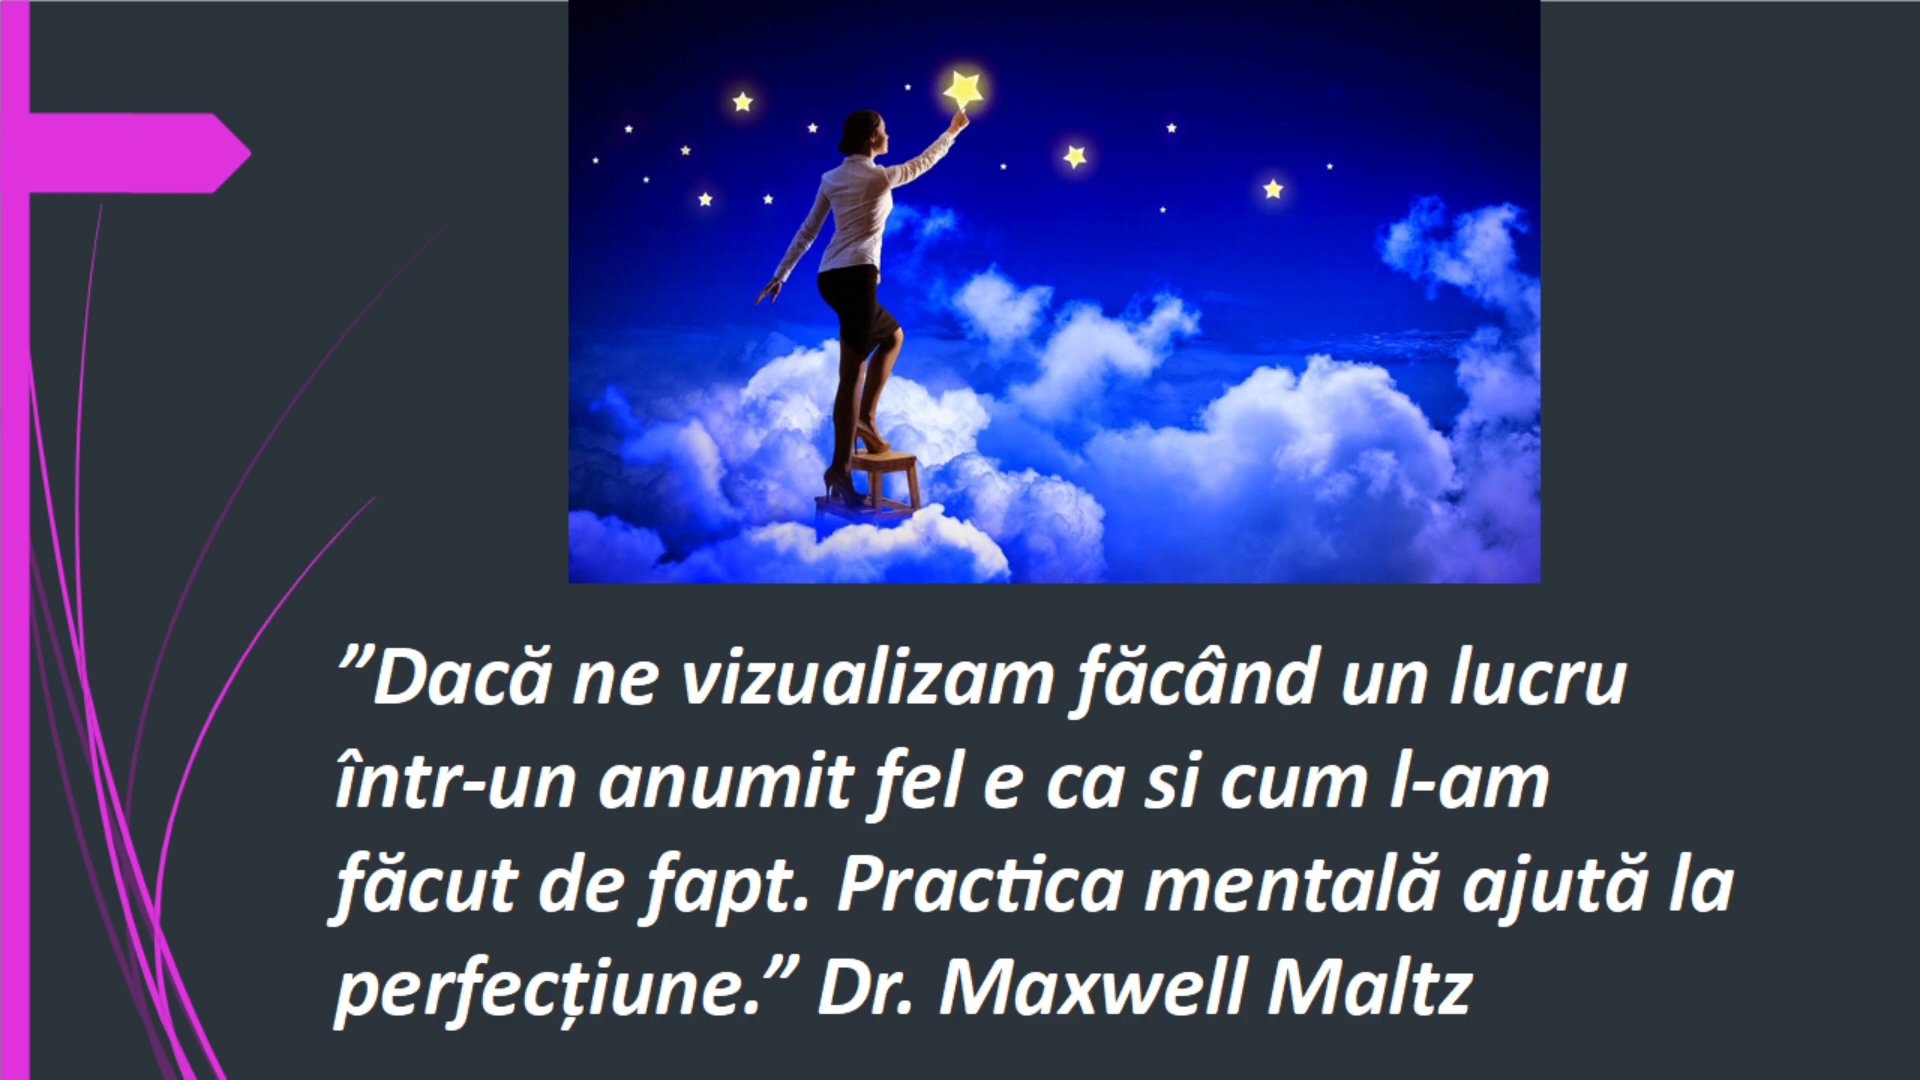 ”Dacă ne vizualizam făcând un lucru
într-un anumit fel e ca si cum l-am
făcut de fapt. Practica mentală ajută la
perfecțiune.” Dr. Maxwell Maltz